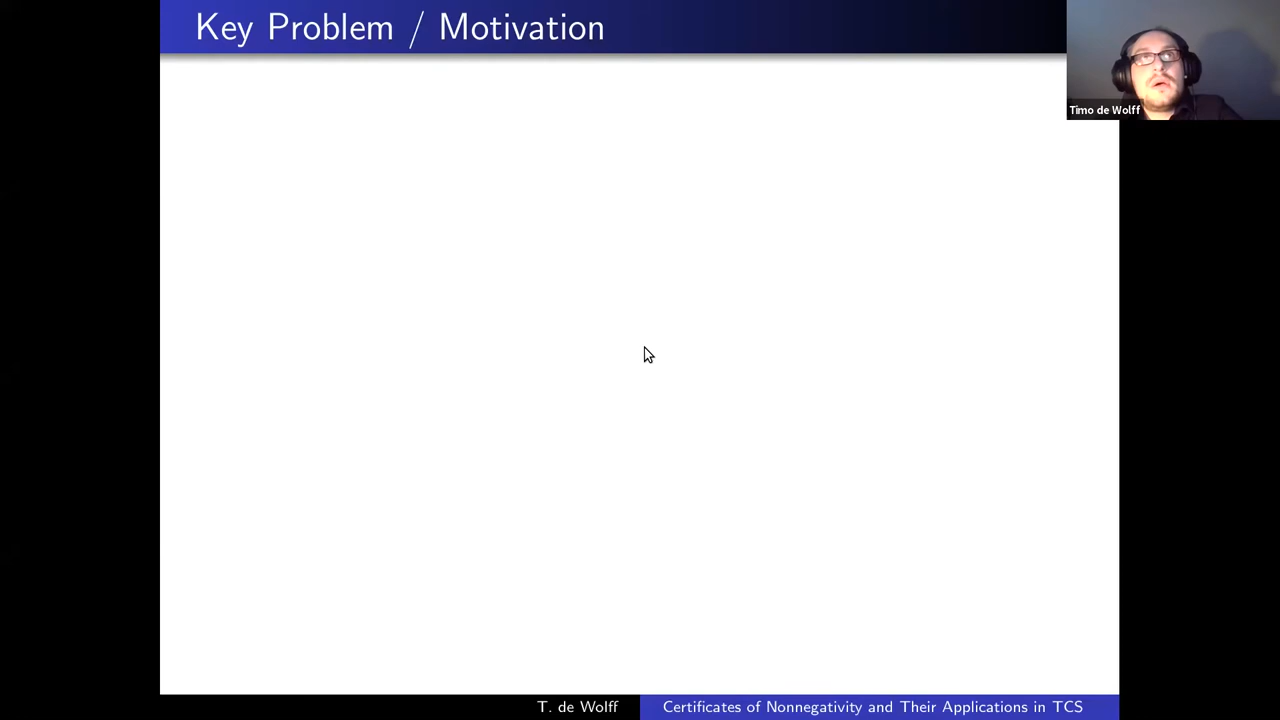 Key Problem / Motivation
Timo de Wolff
T. de Wolff
Certificates of Nonnegativity and Their Applications in TCS